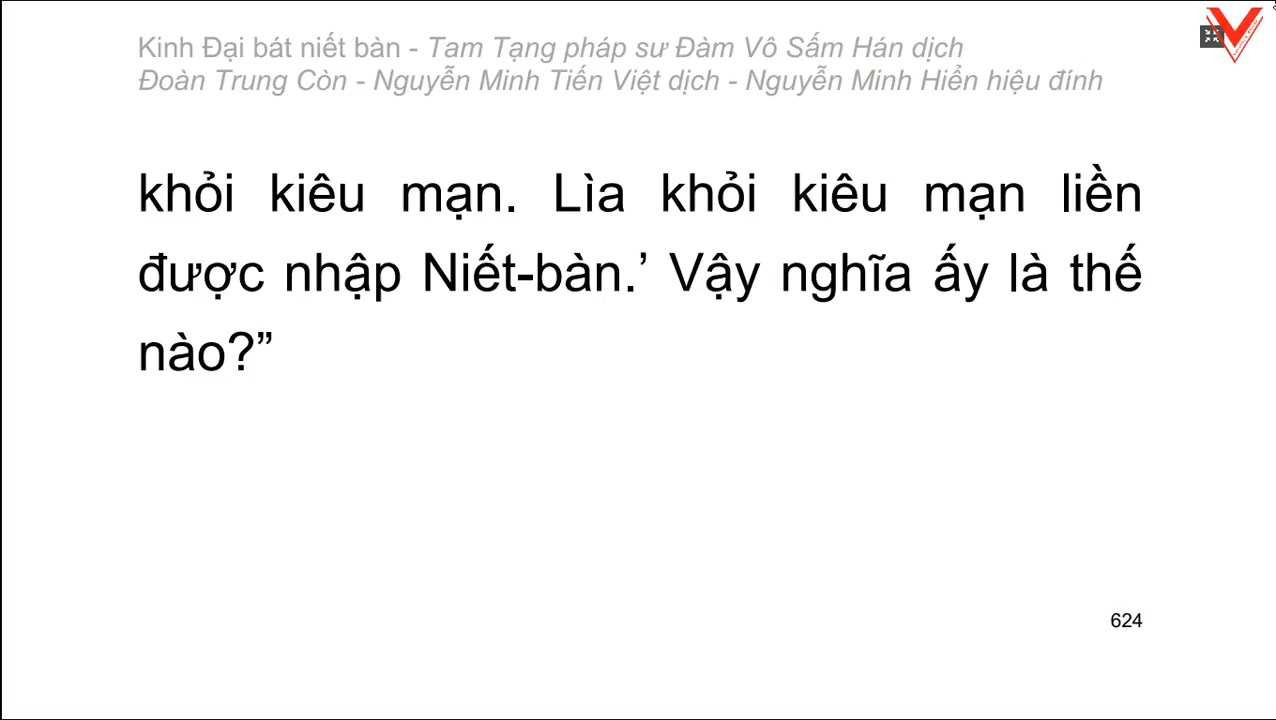 Kinh Đại bát niết bàn - Tam Tạng pháp sư Đàm Vô Sấm Hán dịch
Đoàn Trung Còn - Nguyễn Minh Tiến Việt dịch - Nguyễn Minh Hiển hiệu đính
khỏi kiêu mạn. Lìa khỏi kiêu mạn liền
được nhập Niết-bàn.’ Vậy nghĩa ấy là thế
nào?”
624